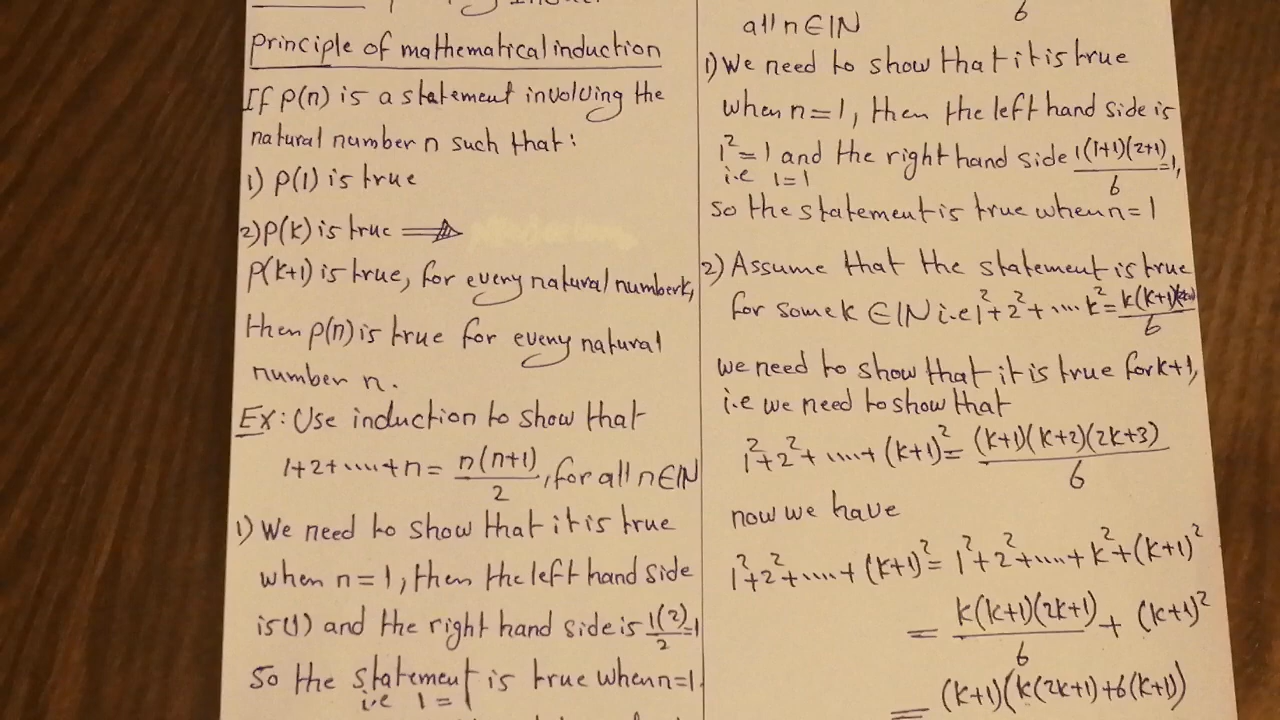 principle of mathematical induction
If p(n) is a statement involving the
natural number n such that:
1) p(1) is true
2) p(k) is true ⟹
p(k+1) is true, for every natural number k,
then p(n) is true for every natural
number n.
Ex: Use induction to show that
1+2+.....+n = n(n+1)/2, for all n∈ℕ
1) We need to show that it is true
when n=1, then the left hand side
is (1) and the right hand side is 1(2)/2=1
So the statement is true when n=1.
i.e 1=1
6
all n∈ℕ
1) We need to show that it is true
when n=1, then the left hand side is
1²=1 and the right hand side 1(1+1)(2+1)/6=1,
i.e 1=1
so the statement is true when n=1
2) Assume that the statement is true
for some k∈ℕ i.e 1²+2²+....k²= k(k+1)/6
we need to show that it is true for k+1,
i.e we need to show that
1²+2²+.....+(k+1)²= (k+1)(k+2)(2k+3)/6
now we have
1²+2²+.....+(k+1)²= 1²+2²+.....+k²+(k+1)²
= k(k+1)(2k+1)/6 + (k+1)²
= (k+1)(k(2k+1)+6(k+1))